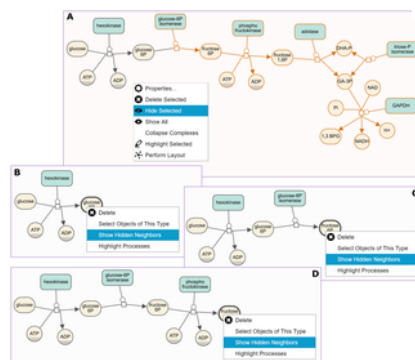 A
hexokinase
glucose-6P
isomerase
phospho
fructokinase
aldolase
glucose
glucose
6P
fructose
6P
fructose
1,6P
DHA-P
triose-P
isomerase
GA-3P
ATP
ADP
ATP
ADP
GAPDH
Pi
NAD
1,3 BPG
NADH
H+
Properties...
Delete Selected
Hide Selected
Show All
Collapse Complexes
Highlight Selected
Perform Layout
B
hexokinase
glucose
ATP
ADP
Delete
Select Objects of This Type
Show Hidden Neighbors
Highlight Processes
C
hexokinase
glucose-6P
isomerase
glucose
glucose
6P
ATP
ADP
Delete
Select Objects of This Type
Show Hidden Neighbors
Highlight Processes
D
hexokinase
glucose-6P
isomerase
phospho
fructokinase
glucose
glucose
6P
fructose
6P
fructose
ATP
ADP
ATP
ADP
Delete
Select Objects of This Type
Show Hidden Neighbors
Highlight Processes